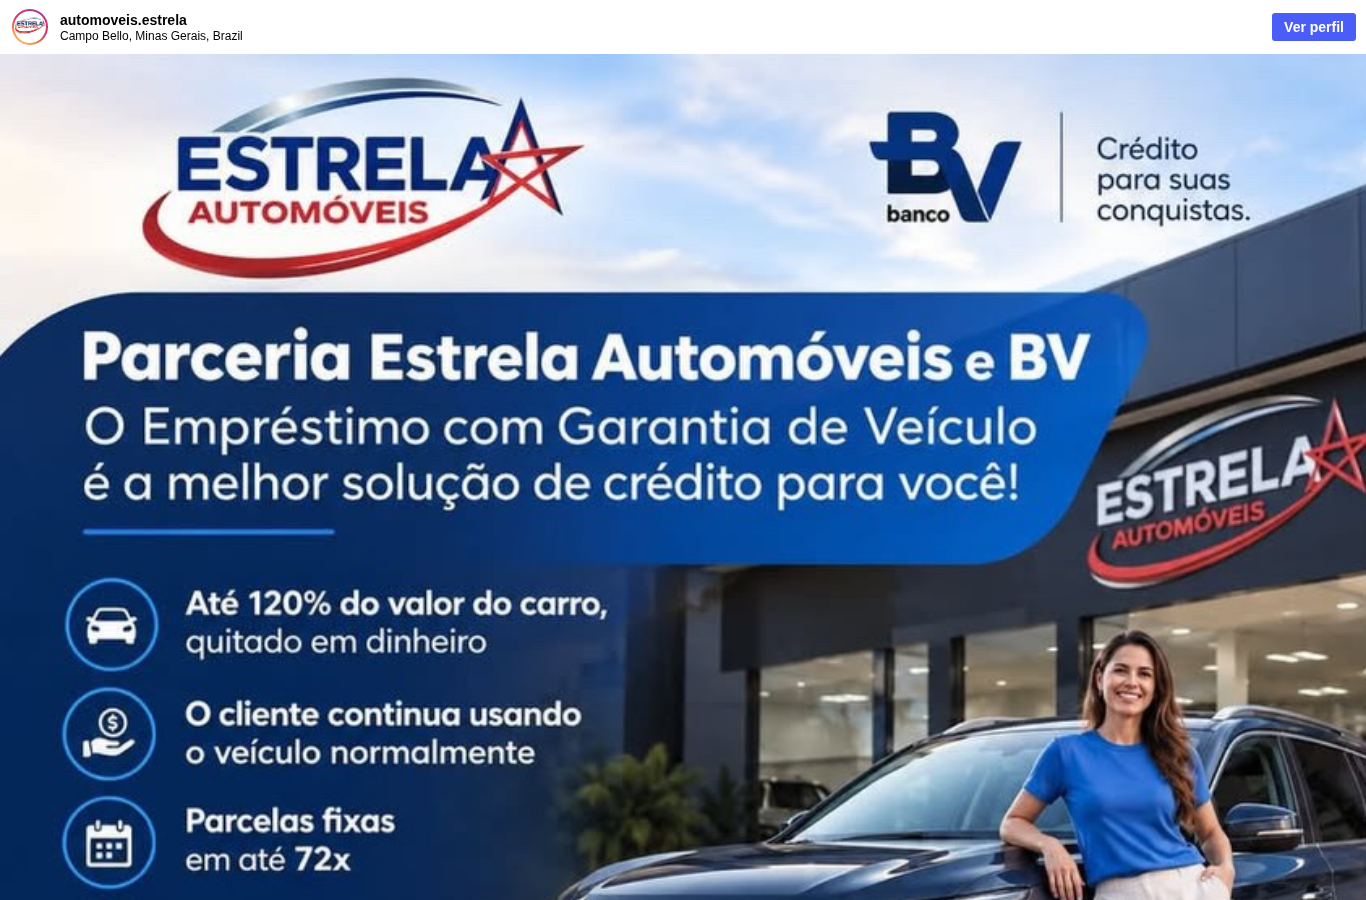 automoveis.estrela
Campo Bello, Minas Gerais, Brazil
Ver perfil
ESTRELA
AUTOMÓVEIS
BV
banco
Crédito
para suas
conquistas.
Parceria Estrela Automóveis e BV
O Empréstimo com Garantia de Veículo
é a melhor solução de crédito para você!
ESTRELA
AUTOMÓVEIS
Até 120% do valor do carro,
quitado em dinheiro
O cliente continua usando
o veículo normalmente
Parcelas fixas
em até 72x